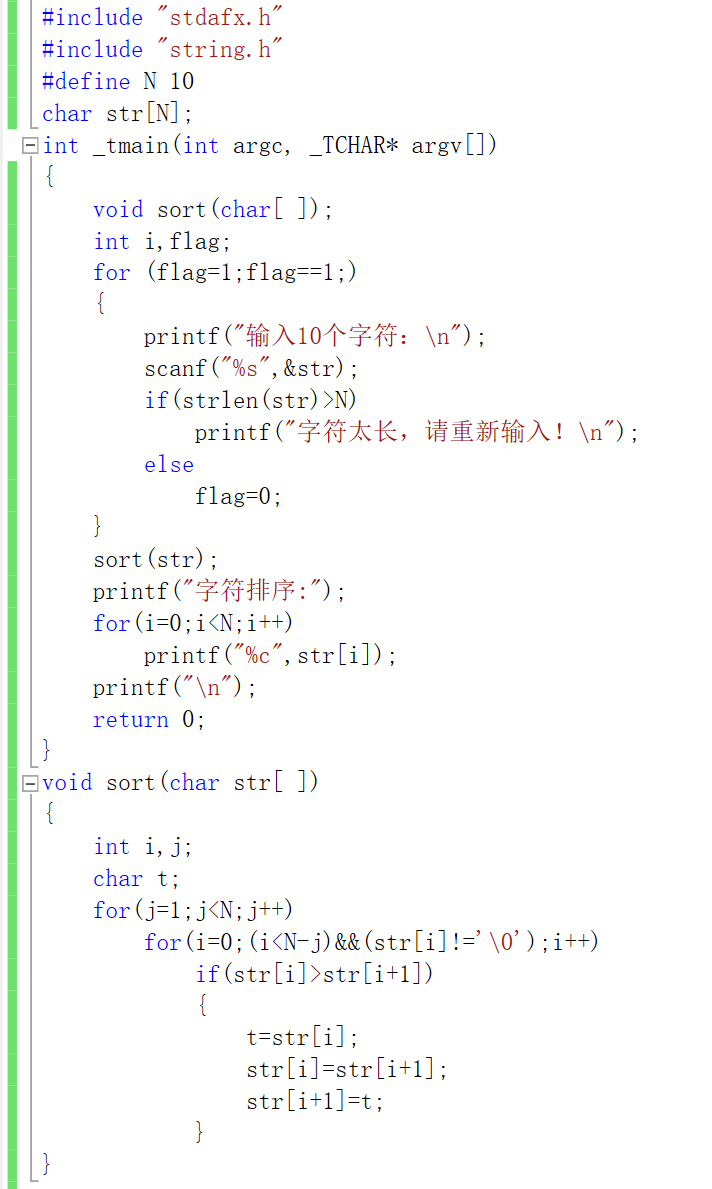 #include "stdafx.h"
#include "string.h"
#define N 10
char str[N];
int _tmain(int argc, _TCHAR* argv[])
{
    void sort(char[ ]);
    int i,flag;
    for (flag=1;flag==1;)
    {
        printf("输入10个字符：\n");
        scanf("%s",&str);
        if(strlen(str)>N)
            printf("字符太长，请重新输入！\n");
        else
            flag=0;
    }
    sort(str);
    printf("字符排序:");
    for(i=0;i<N;i++)
        printf("%c",str[i]);
    printf("\n");
    return 0;
}
void sort(char str[ ])
{
    int i,j;
    char t;
    for(j=1;j<N;j++)
        for(i=0;(i<N-j)&&(str[i]!='\0');i++)
            if(str[i]>str[i+1])
            {
                t=str[i];
                str[i]=str[i+1];
                str[i+1]=t;
            }
}